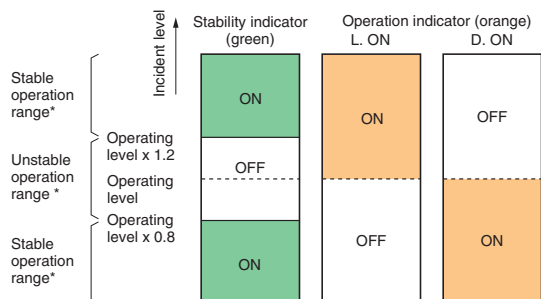 Stability indicator
(green)
Operation indicator (orange)
L. ON
D. ON
Incident level
Stable
operation
range*
ON
ON
OFF
Operating
level x 1.2
Unstable
operation
range *
OFF
Operating
level
Operating
level x 0.8
Stable
operation
range*
ON
OFF
ON